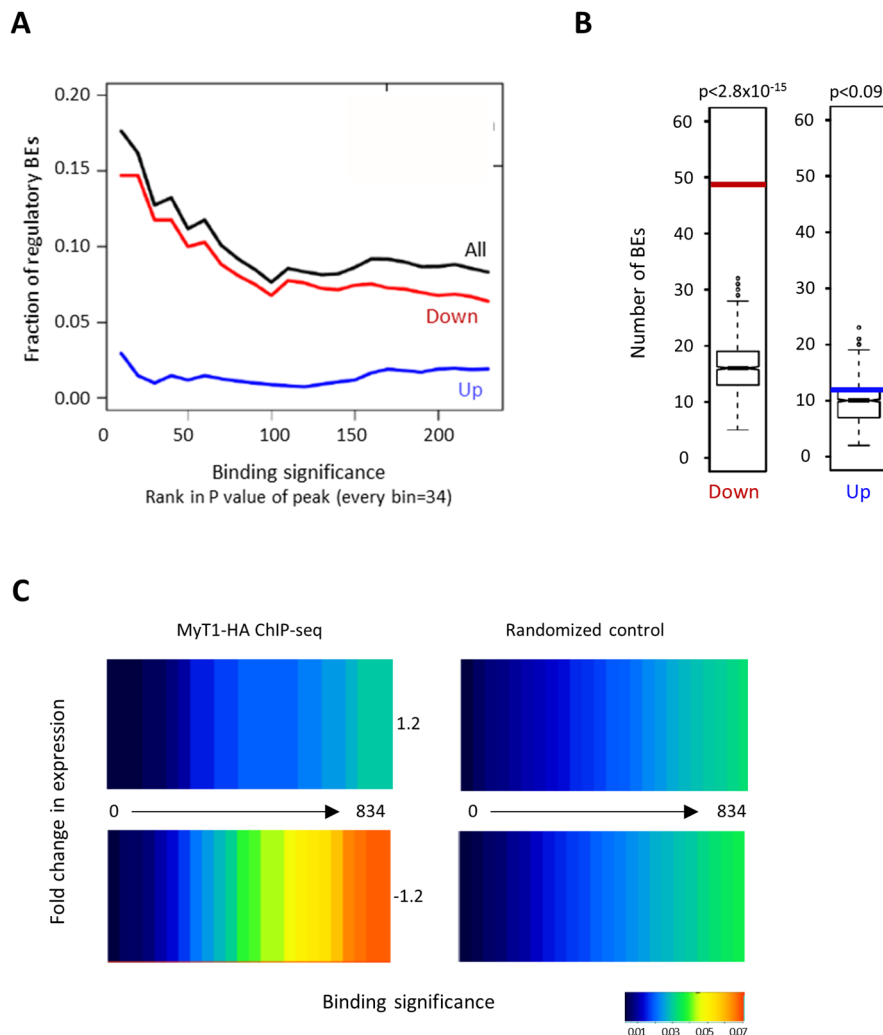 A
0.20
0.15
0.10
0.05
0.00
Fraction of regulatory BEs
All
Down
Up
0
50
100
150
200
Binding significance
Rank in P value of peak (every bin=34)
B
p<2.8x10⁻¹⁵
p<0.09
60
50
40
30
20
10
0
Number of BEs
60
50
40
30
20
10
0
Down
Up
C
MyT1-HA ChIP-seq
Randomized control
Fold change in expression
1.2
0
834
0
834
-1.2
Binding significance
0.01 0.03 0.05 0.07